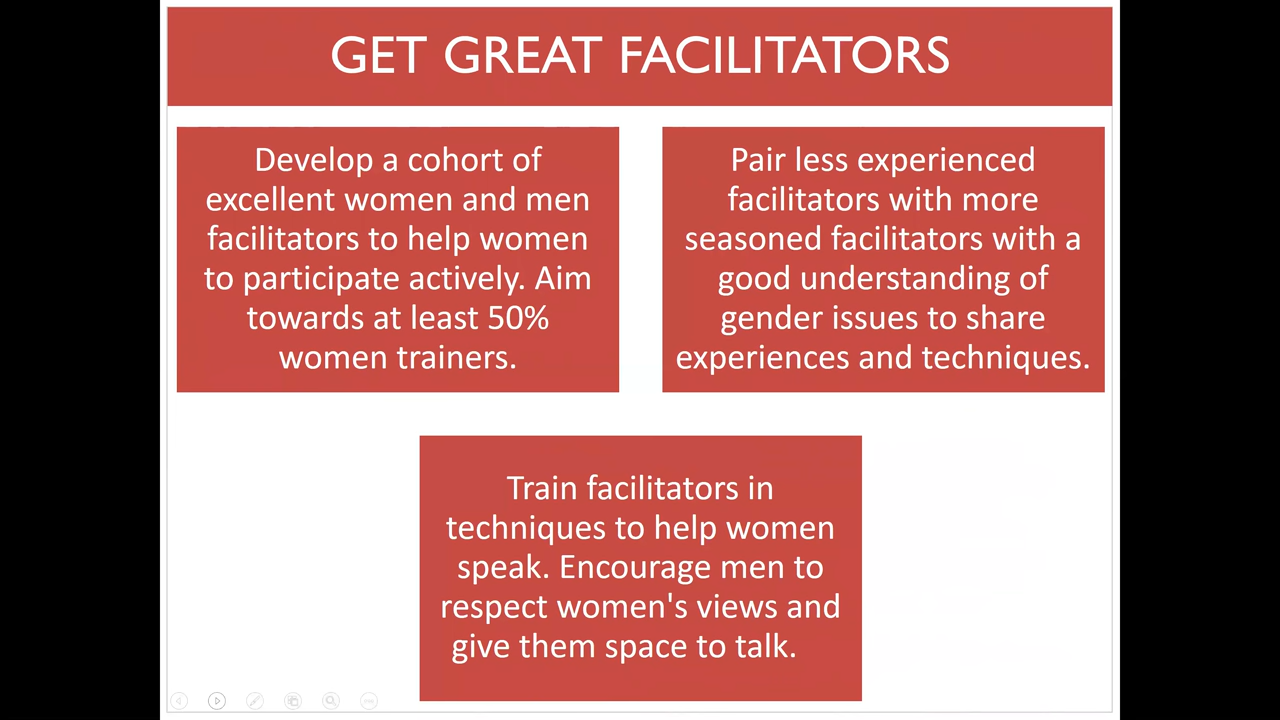 GET GREAT FACILITATORS
Develop a cohort of
excellent women and men
facilitators to help women
to participate actively. Aim
towards at least 50%
women trainers.
Pair less experienced
facilitators with more
seasoned facilitators with a
good understanding of
gender issues to share
experiences and techniques.
Train facilitators in
techniques to help women
speak. Encourage men to
respect women's views and
give them space to talk.